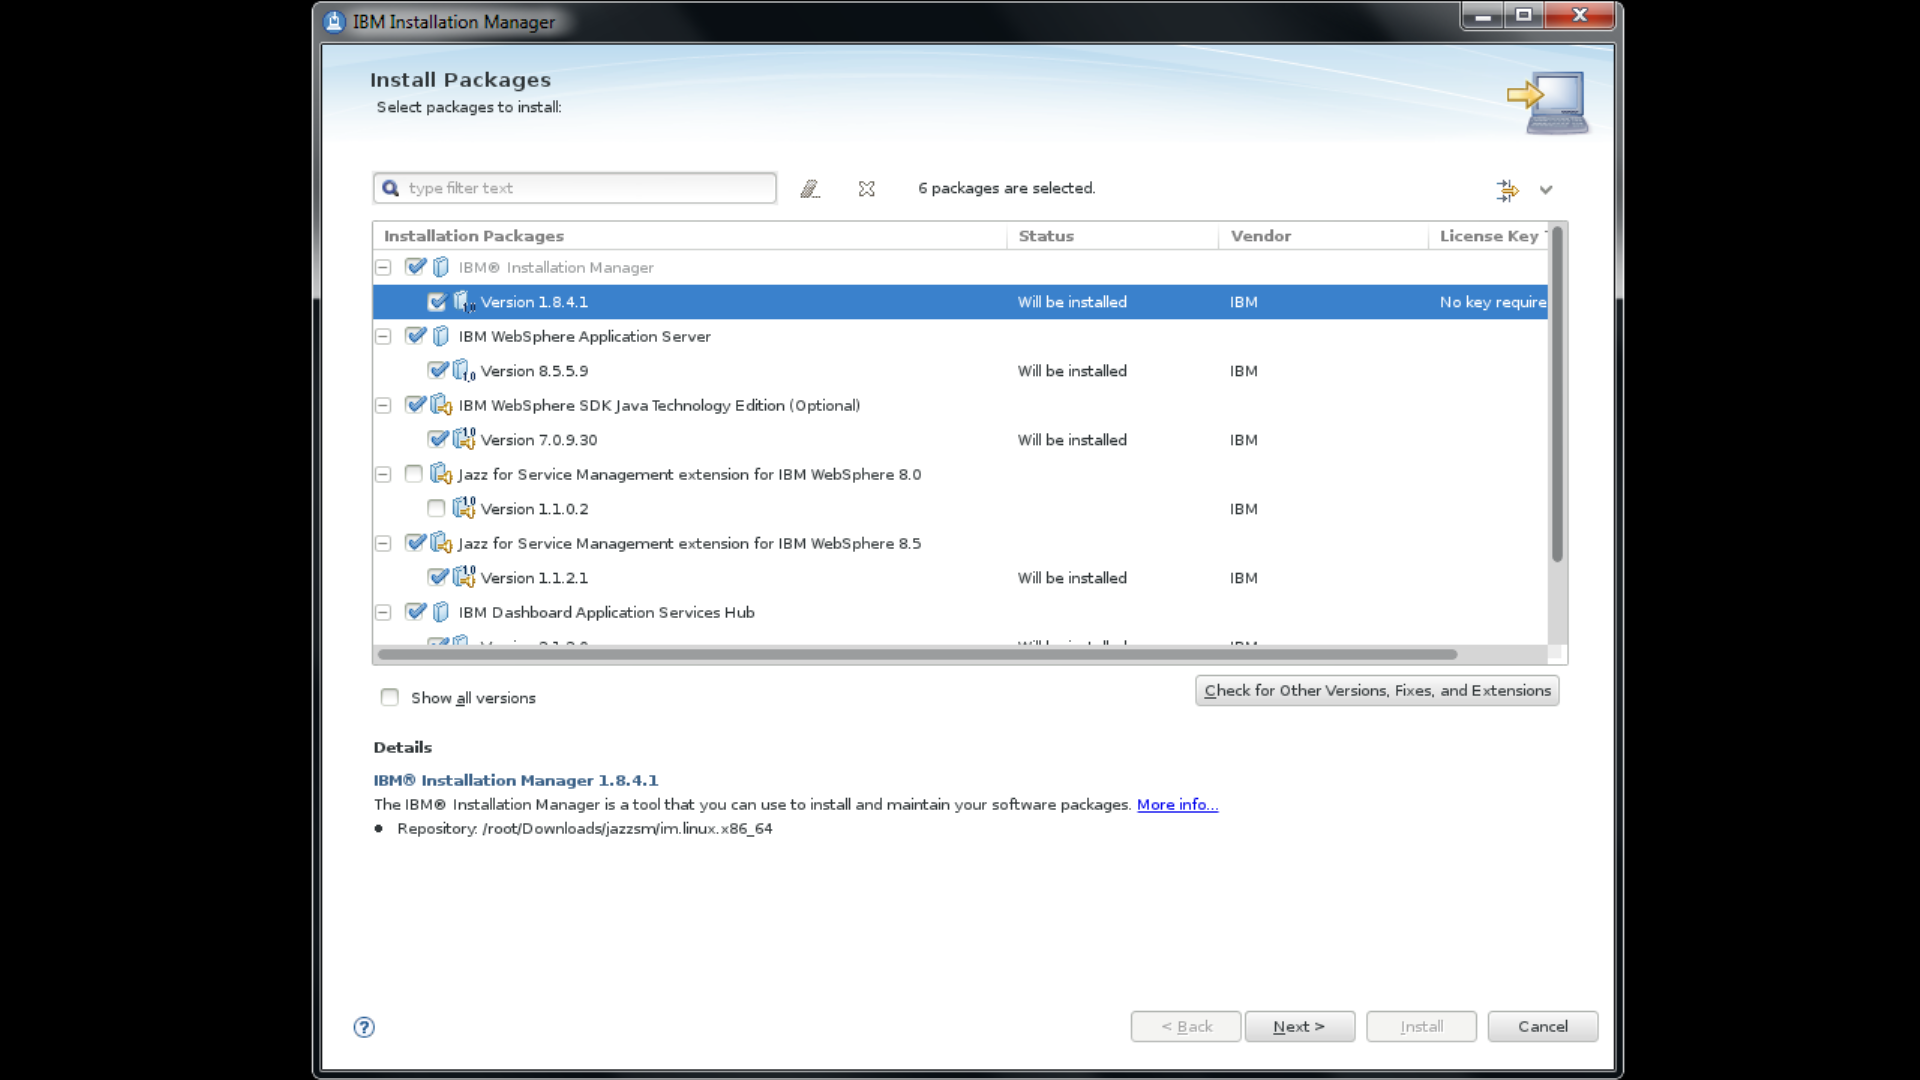 IBM Installation Manager
Install Packages
Select packages to install:
type filter text
6 packages are selected.
Installation Packages Status Vendor License Key
IBM® Installation Manager
Version 1.8.4.1 Will be installed IBM No key require
IBM WebSphere Application Server
Version 8.5.5.9 Will be installed IBM
IBM WebSphere SDK Java Technology Edition (Optional)
Version 7.0.9.30 Will be installed IBM
Jazz for Service Management extension for IBM WebSphere 8.0
Version 1.1.0.2 IBM
Jazz for Service Management extension for IBM WebSphere 8.5
Version 1.1.2.1 Will be installed IBM
IBM Dashboard Application Services Hub
Show all versions
Check for Other Versions, Fixes, and Extensions
Details
IBM® Installation Manager 1.8.4.1
The IBM® Installation Manager is a tool that you can use to install and maintain your software packages. More info...
• Repository: /root/Downloads/jazzsm/im.linux.x86_64
< Back Next > Install Cancel